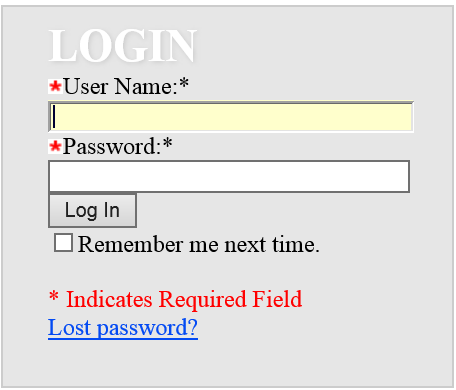 LOGIN
*User Name:*
*Password:*
Log In
Remember me next time.
* Indicates Required Field
Lost password?